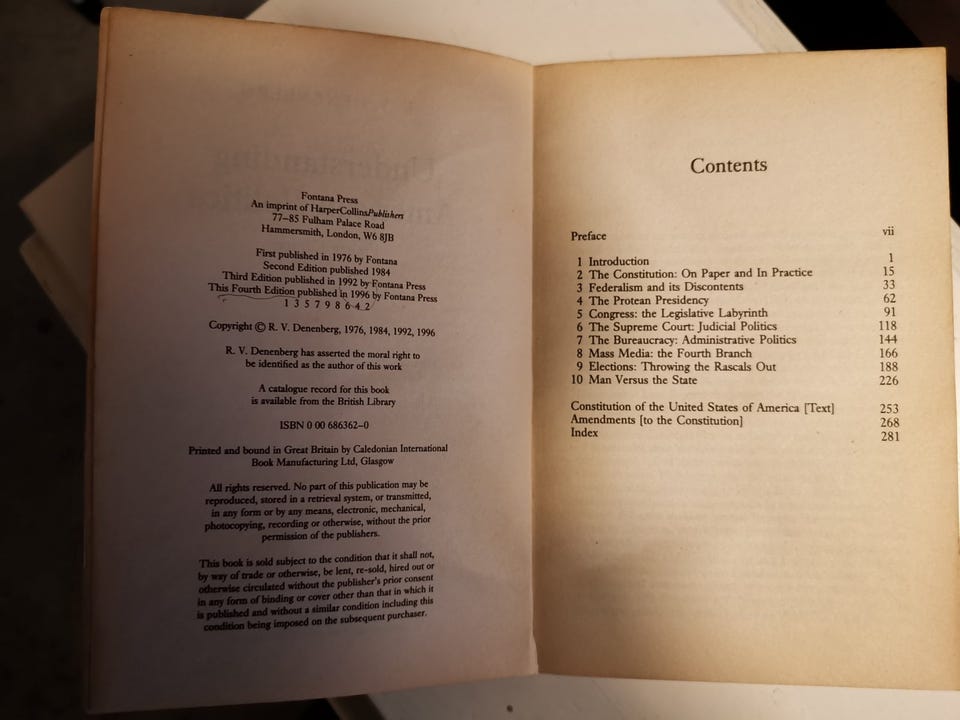 Fontana Press
An imprint of HarperCollinsPublishers
77–85 Fulham Palace Road
Hammersmith, London, W6 8JB
First published in 1976 by Fontana
Second Edition published 1984
Third Edition published in 1992 by Fontana Press
This Fourth Edition published in 1996 by Fontana Press
1 3 5 7 9 8 6 4 2
Copyright © R. V. Denenberg, 1976, 1984, 1992, 1996
R. V. Denenberg has asserted the moral right to
be identified as the author of this work
A catalogue record for this book
is available from the British Library
ISBN 0 00 686362–0
Printed and bound in Great Britain by Caledonian International
Book Manufacturing Ltd, Glasgow
All rights reserved. No part of this publication may be
reproduced, stored in a retrieval system, or transmitted,
in any form or by any means, electronic, mechanical,
photocopying, recording or otherwise, without the prior
permission of the publishers.
This book is sold subject to the condition that it shall not,
by way of trade or otherwise, be lent, re-sold, hired out or
otherwise circulated without the publisher's prior consent
in any form of binding or cover other than that in which it
is published and without a similar condition including this
condition being imposed on the subsequent purchaser.
Contents
Preface vii
1 Introduction 1
2 The Constitution: On Paper and In Practice 15
3 Federalism and its Discontents 33
4 The Protean Presidency 62
5 Congress: the Legislative Labyrinth 91
6 The Supreme Court: Judicial Politics 118
7 The Bureaucracy: Administrative Politics 144
8 Mass Media: the Fourth Branch 166
9 Elections: Throwing the Rascals Out 188
10 Man Versus the State 226
Constitution of the United States of America [Text] 253
Amendments [to the Constitution] 268
Index 281